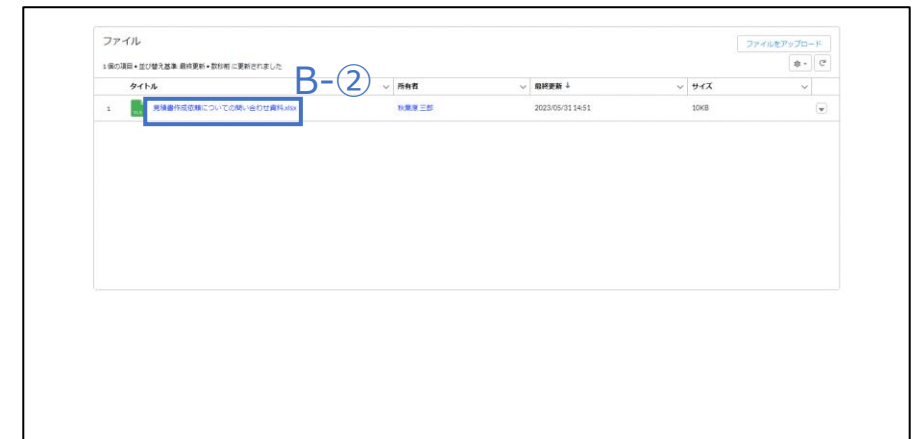 ファイル
ファイルをアップロード
1 個の項目 • 並び替え基準: 最終更新 • 数秒前 に更新されました
B-②
タイトル 所有者 最終更新 ↓ サイズ
1 見積書作成依頼についての問い合わせ資料.xlsx 秋葉原 三郎 2023/05/31 14:51 10KB